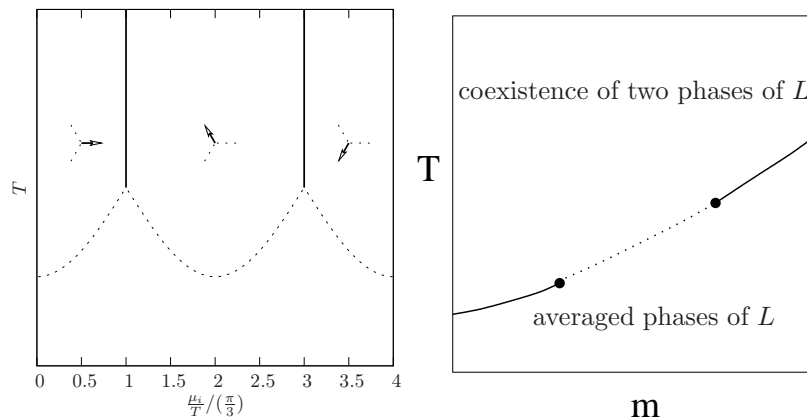 T
0 0.5 1 1.5 2 2.5 3 3.5 4
μ_i/T /(π/3)
coexistence of two phases of L
T
averaged phases of L
m